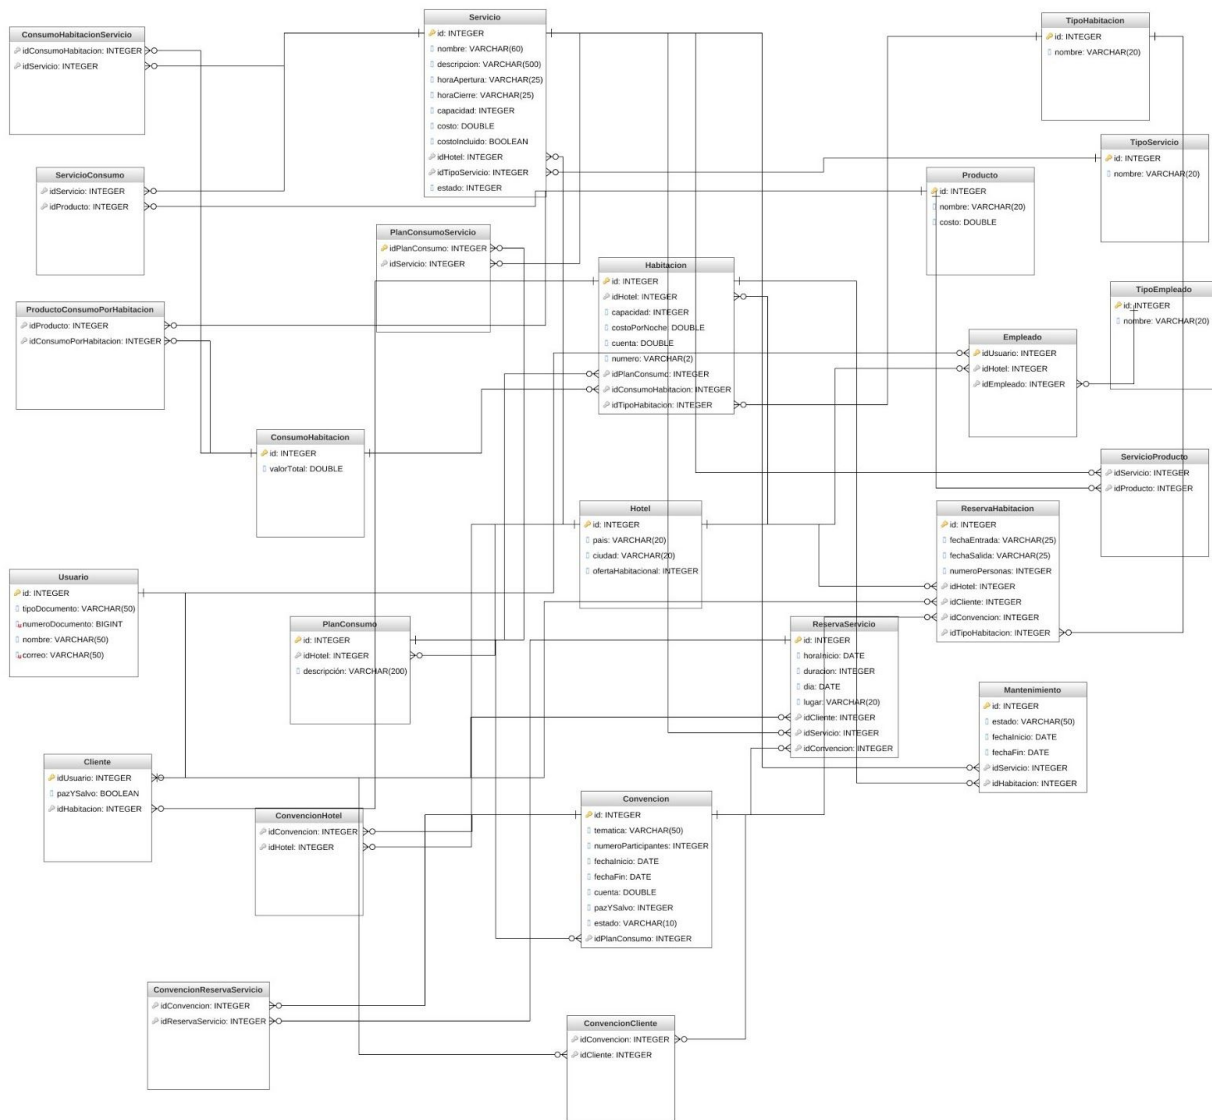 ConsumoHabitacionServicio
idConsumoHabitacion: INTEGER
idServicio: INTEGER
Servicio
id: INTEGER
nombre: VARCHAR(60)
descripcion: VARCHAR(500)
horaApertura: VARCHAR(25)
horaCierre: VARCHAR(25)
capacidad: INTEGER
costo: DOUBLE
costoIncluido: BOOLEAN
idHotel: INTEGER
idTipoServicio: INTEGER
estado: INTEGER
TipoHabitacion
id: INTEGER
nombre: VARCHAR(20)
TipoServicio
id: INTEGER
nombre: VARCHAR(20)
ServicioConsumo
idServicio: INTEGER
idProducto: INTEGER
Producto
id: INTEGER
nombre: VARCHAR(20)
costo: DOUBLE
PlanConsumoServicio
idPlanConsumo: INTEGER
idServicio: INTEGER
Habitacion
id: INTEGER
idHotel: INTEGER
capacidad: INTEGER
costoPorNoche: DOUBLE
cuenta: DOUBLE
numero: VARCHAR(2)
idPlanConsumo: INTEGER
idConsumoHabitacion: INTEGER
idTipoHabitacion: INTEGER
TipoEmpleado
id: INTEGER
nombre: VARCHAR(20)
ProductoConsumoPorHabitacion
idProducto: INTEGER
idConsumoPorHabitacion: INTEGER
Empleado
idUsuario: INTEGER
idHotel: INTEGER
idEmpleado: INTEGER
ConsumoHabitacion
id: INTEGER
valorTotal: DOUBLE
ServicioProducto
idServicio: INTEGER
idProducto: INTEGER
Hotel
id: INTEGER
pais: VARCHAR(20)
ciudad: VARCHAR(20)
ofertaHabitacional: INTEGER
ReservaHabitacion
id: INTEGER
fechaEntrada: VARCHAR(25)
fechaSalida: VARCHAR(25)
numeroPersonas: INTEGER
idHotel: INTEGER
idCliente: INTEGER
idConvencion: INTEGER
idTipoHabitacion: INTEGER
Usuario
id: INTEGER
tipoDocumento: VARCHAR(50)
numeroDocumento: BIGINT
nombre: VARCHAR(50)
correo: VARCHAR(50)
PlanConsumo
id: INTEGER
idHotel: INTEGER
descripción: VARCHAR(200)
ReservaServicio
id: INTEGER
horaInicio: DATE
duracion: INTEGER
dia: DATE
lugar: VARCHAR(20)
idCliente: INTEGER
idServicio: INTEGER
idConvencion: INTEGER
Mantenimiento
id: INTEGER
estado: VARCHAR(50)
fechaInicio: DATE
fechaFin: DATE
idServicio: INTEGER
idHabitacion: INTEGER
Cliente
idUsuario: INTEGER
pazYSalvo: BOOLEAN
idHabitacion: INTEGER
ConvencionHotel
idConvencion: INTEGER
idHotel: INTEGER
Convencion
id: INTEGER
tematica: VARCHAR(50)
numeroParticipantes: INTEGER
fechaInicio: DATE
fechaFin: DATE
cuenta: DOUBLE
pazYSalvo: INTEGER
estado: VARCHAR(10)
idPlanConsumo: INTEGER
ConvencionReservaServicio
idConvencion: INTEGER
idReservaServicio: INTEGER
ConvencionCliente
idConvencion: INTEGER
idCliente: INTEGER